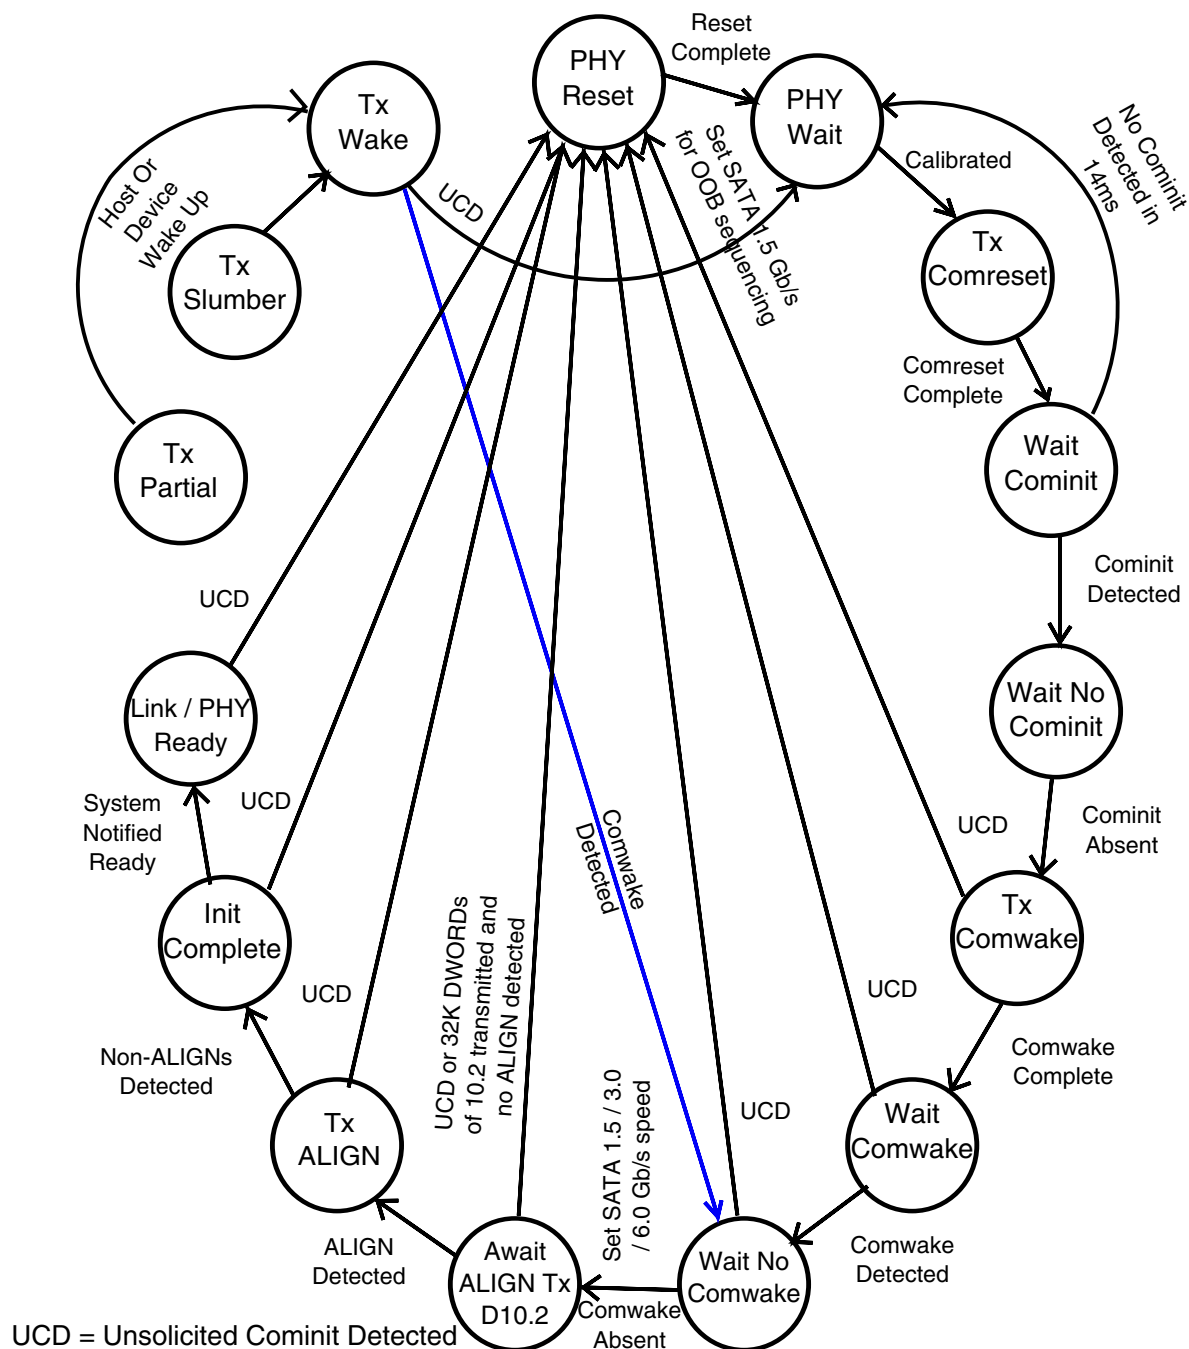 Reset
Complete
PHY
Reset
PHY
Wait
Tx
Wake
Set SATA 1.5 Gb/s
for OOB sequencing
No Cominit
Detected in
14ms
Calibrated
Host Or
Device
Wake Up
UCD
Tx
Comreset
Tx
Slumber
Comreset
Complete
Tx
Partial
Wait
Cominit
Cominit
Detected
UCD
Wait No
Cominit
Link / PHY
Ready
System
Notified
Ready
UCD
Comwake
Detected
UCD
Cominit
Absent
Init
Complete
Tx
Comwake
UCD or 32K DWORDs
of 10.2 transmitted and
no ALIGN detected
UCD
UCD
Non-ALIGNs
Detected
Comwake
Complete
Tx
ALIGN
Set SATA 1.5 / 3.0
/ 6.0 Gb/s speed
UCD
Wait
Comwake
ALIGN
Detected
Await
ALIGN Tx
D10.2
Comwake
Absent
Wait No
Comwake
Comwake
Detected
UCD = Unsolicited Cominit Detected